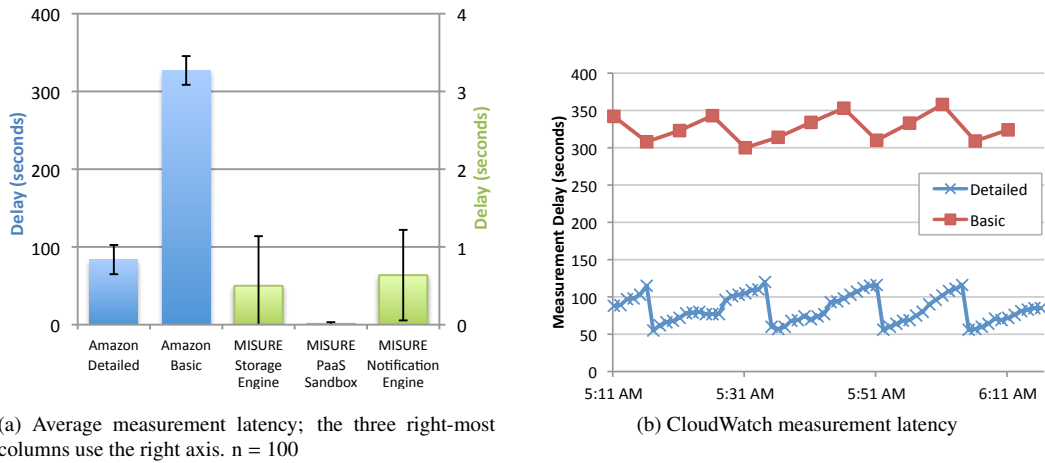 400
300
200
100
0
Delay (seconds)
4
3
2
1
0
Delay (seconds)
Amazon Detailed
Amazon Basic
MISURE Storage Engine
MISURE PaaS Sandbox
MISURE Notification Engine
(a) Average measurement latency; the three right-most
columns use the right axis. n = 100
400
350
300
250
200
150
100
50
0
Measurement Delay (seconds)
Detailed
Basic
5:11 AM
5:31 AM
5:51 AM
6:11 AM
(b) CloudWatch measurement latency